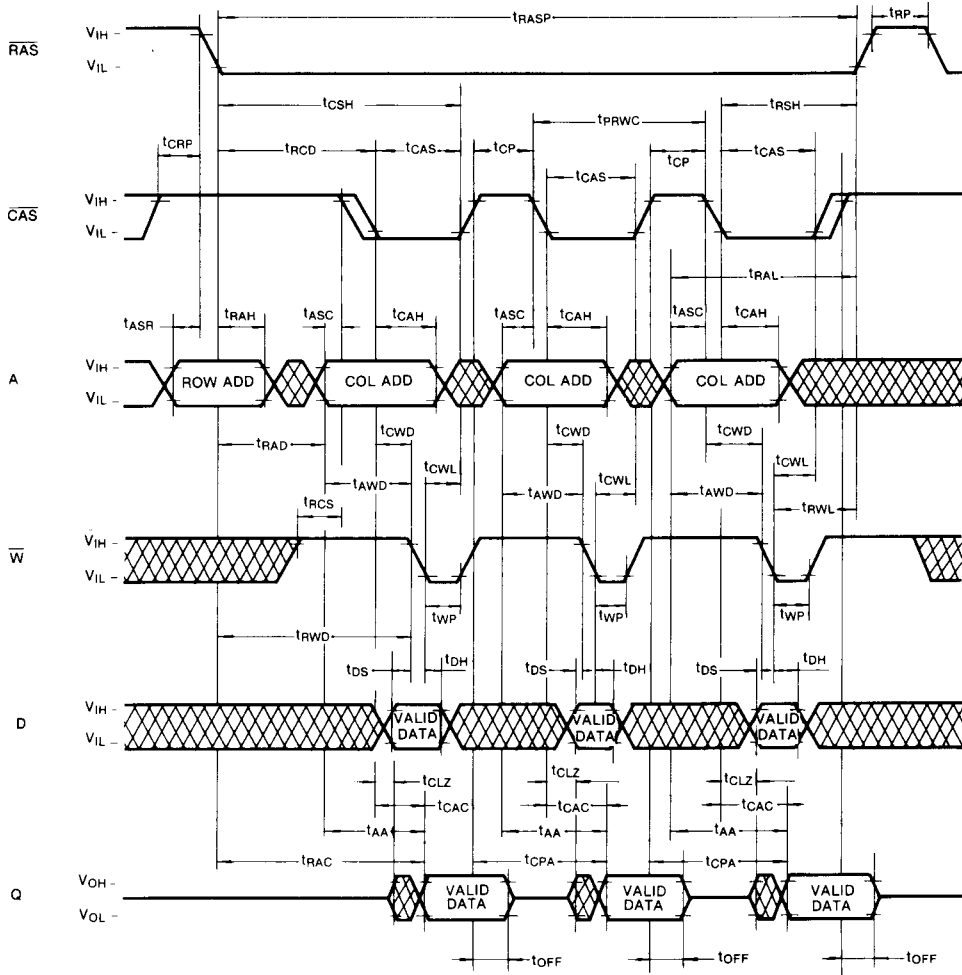 tRASP
tRP
RAS
VIH
VIL
tCSH
tRSH
tPRWC
tCRP
tRCD
tCAS
tCP
tCP
tCAS
tCAS
CAS
VIH
VIL
tRAL
tASR
tRAH
tASC
tCAH
tASC
tCAH
tASC
tCAH
A
VIH
VIL
ROW ADD
COL ADD
COL ADD
COL ADD
tRAD
tCWD
tCWD
tCWD
tCWL
tCWL
tCWL
tAWD
tAWD
tAWD
tRCS
tRWL
W
VIH
VIL
tWP
tWP
tWP
tRWD
tDS
tDH
tDS
tDH
tDS
tDH
D
VIH
VIL
VALID
DATA
VALID
DATA
VALID
DATA
tCLZ
tCLZ
tCLZ
tCAC
tCAC
tCAC
tAA
tAA
tAA
tRAC
tCPA
tCPA
Q
VOH
VOL
VALID
DATA
VALID
DATA
VALID
DATA
tOFF
tOFF
tOFF